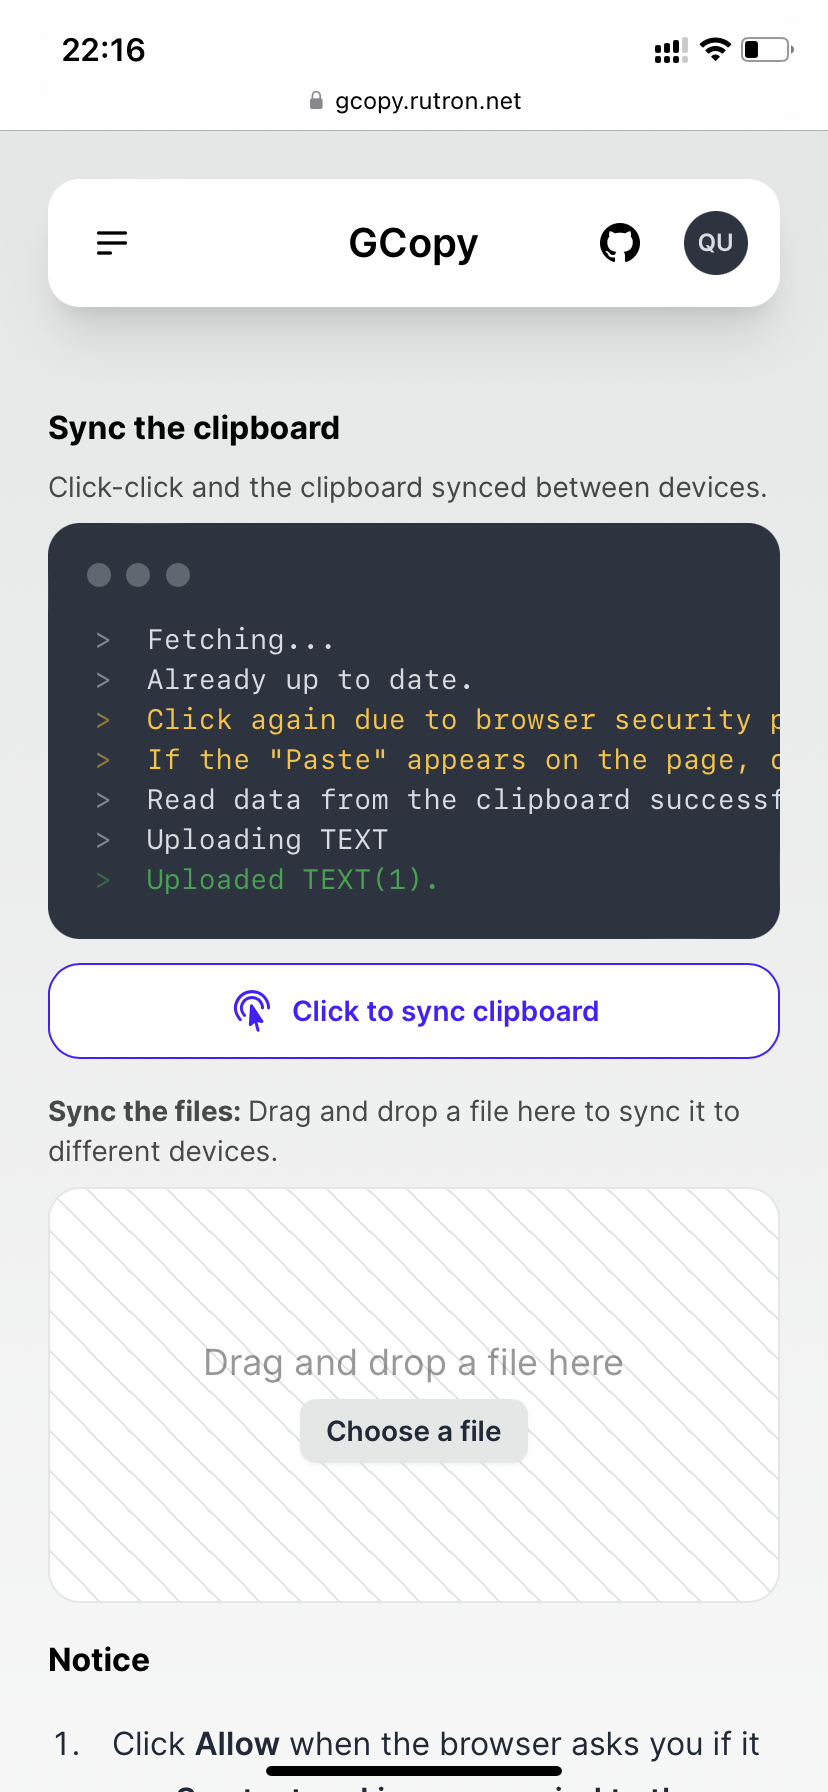 22:16
gcopy.rutron.net
GCopy
QU
Sync the clipboard
Click-click and the clipboard synced between devices.
> Fetching...
> Already up to date.
> Click again due to browser security
> If the "Paste" appears on the page,
> Read data from the clipboard successf
> Uploading TEXT
> Uploaded TEXT(1).
Click to sync clipboard
Sync the files: Drag and drop a file here to sync it to
different devices.
Drag and drop a file here
Choose a file
Notice
1. Click Allow when the browser asks you if it